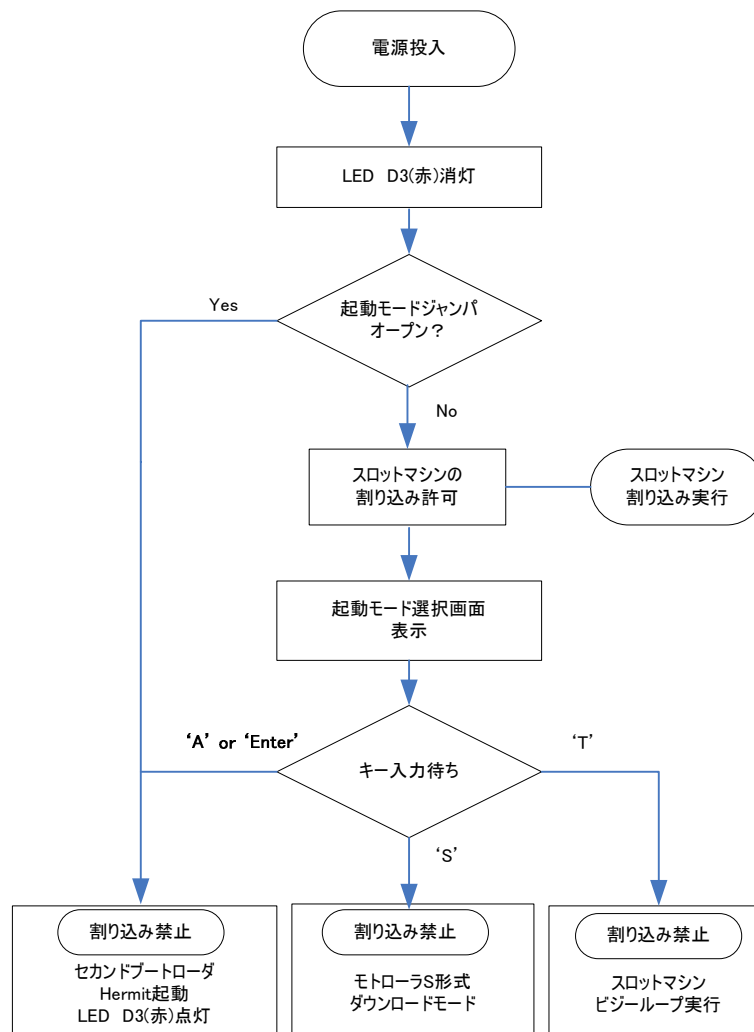 電源投入
LED　D3(赤)消灯
起動モードジャンパ
オープン？
Yes
No
スロットマシンの
割り込み許可
スロットマシン
割り込み実行
起動モード選択画面
表示
キー入力待ち
‘A’ or ‘Enter’
‘T’
‘S’
割り込み禁止
セカンドブートローダ
Hermit起動
LED　D3(赤)点灯
割り込み禁止
モトローラS形式
ダウンロードモード
割り込み禁止
スロットマシン
ビジーループ実行